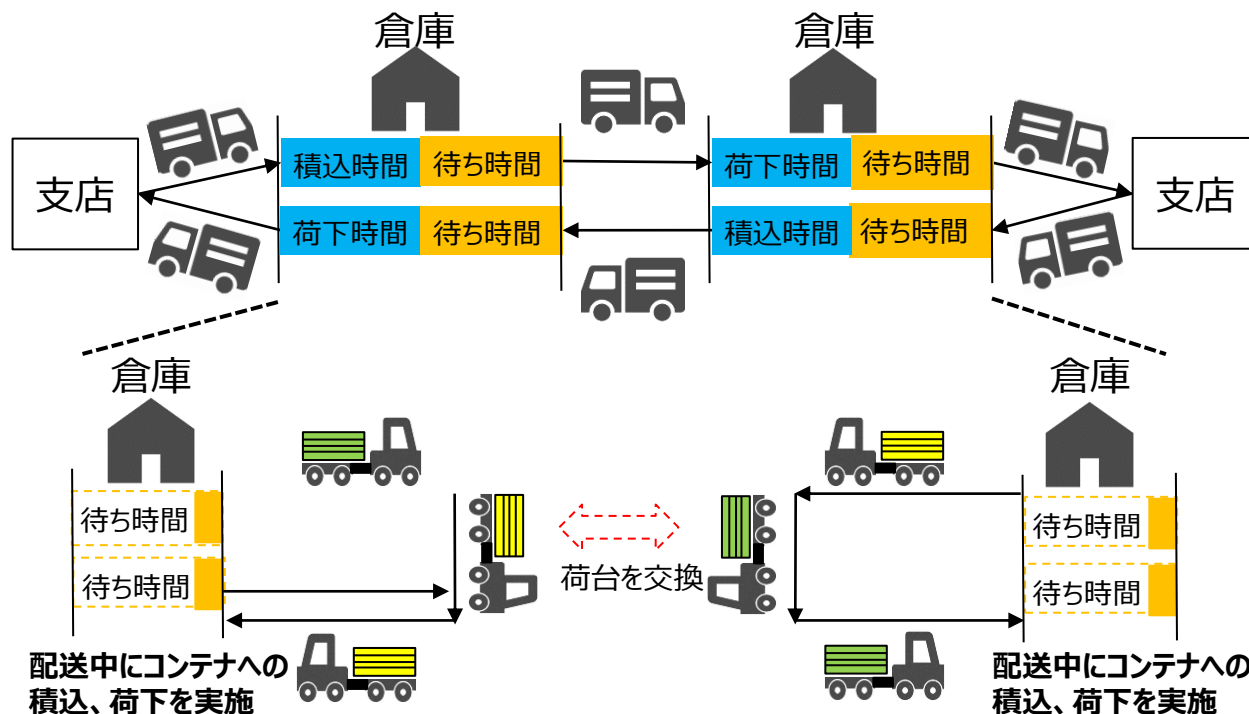 倉庫
倉庫
支店
積込時間
待ち時間
荷下時間
待ち時間
支店
荷下時間
待ち時間
積込時間
待ち時間
倉庫
倉庫
待ち時間
待ち時間
荷台を交換
待ち時間
待ち時間
配送中にコンテナへの
積込、荷下を実施
配送中にコンテナへの
積込、荷下を実施